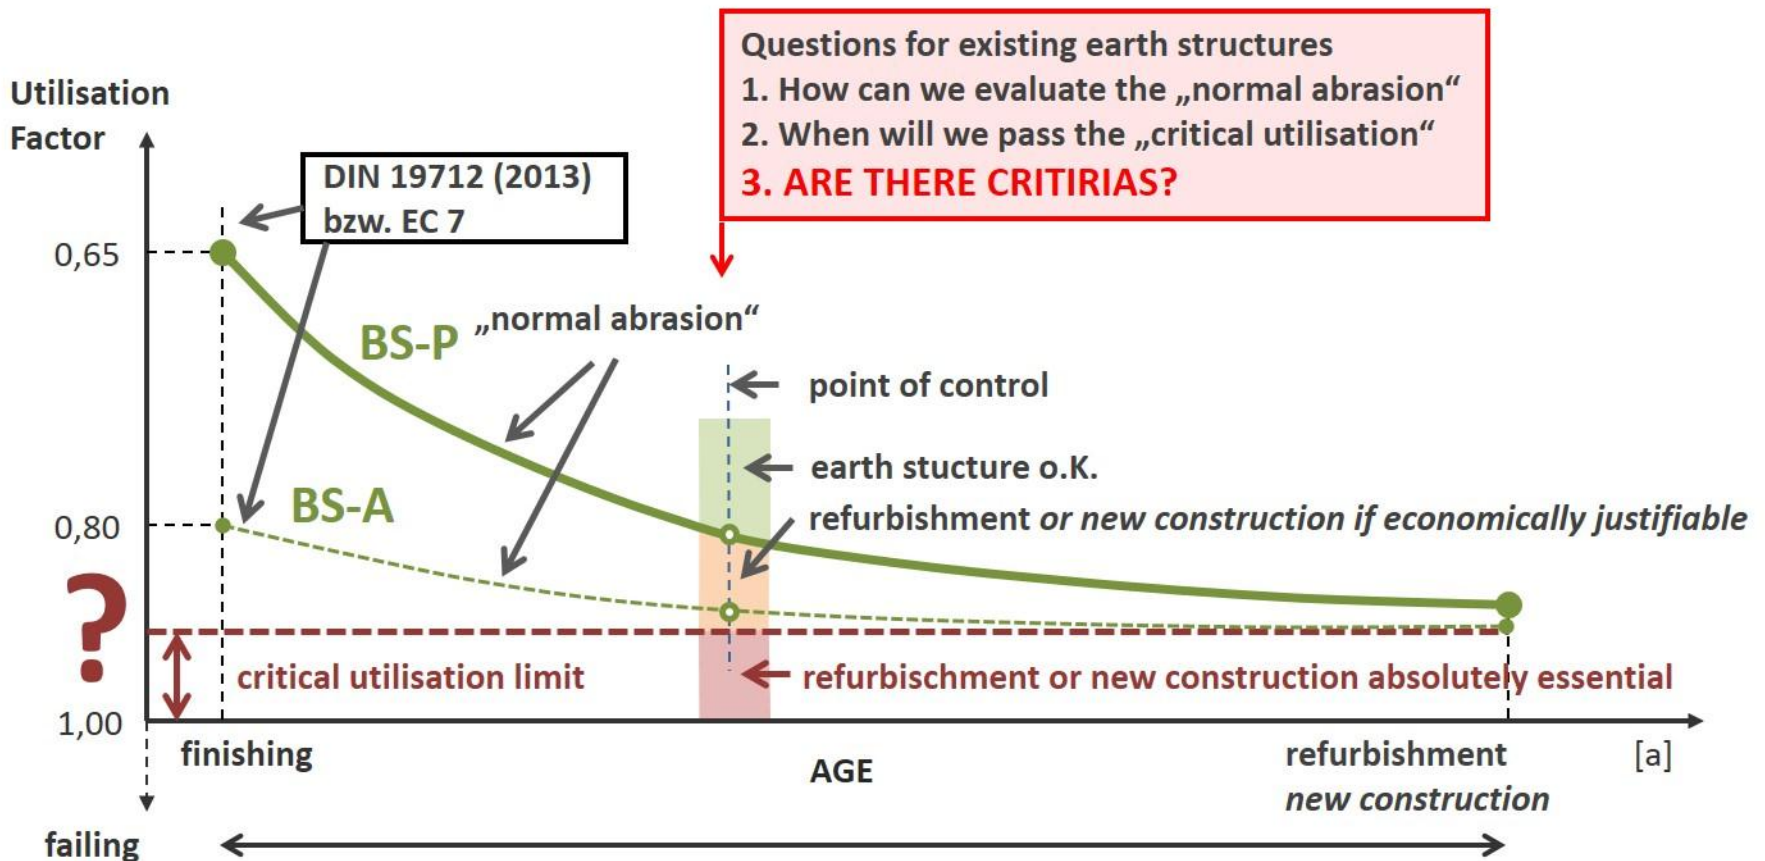 Questions for existing earth structures
1. How can we evaluate the „normal abrasion“
2. When will we pass the „critical utilisation“
3. ARE THERE CRITIRIAS?
Utilisation
Factor
DIN 19712 (2013)
bzw. EC 7
0,65
„normal abrasion“
BS-P
point of control
earth stucture o.K.
BS-A
refurbishment or new construction if economically justifiable
0,80
?
critical utilisation limit
refurbischment or new construction absolutely essential
1,00
finishing
AGE
refurbishment
new construction
[a]
failing